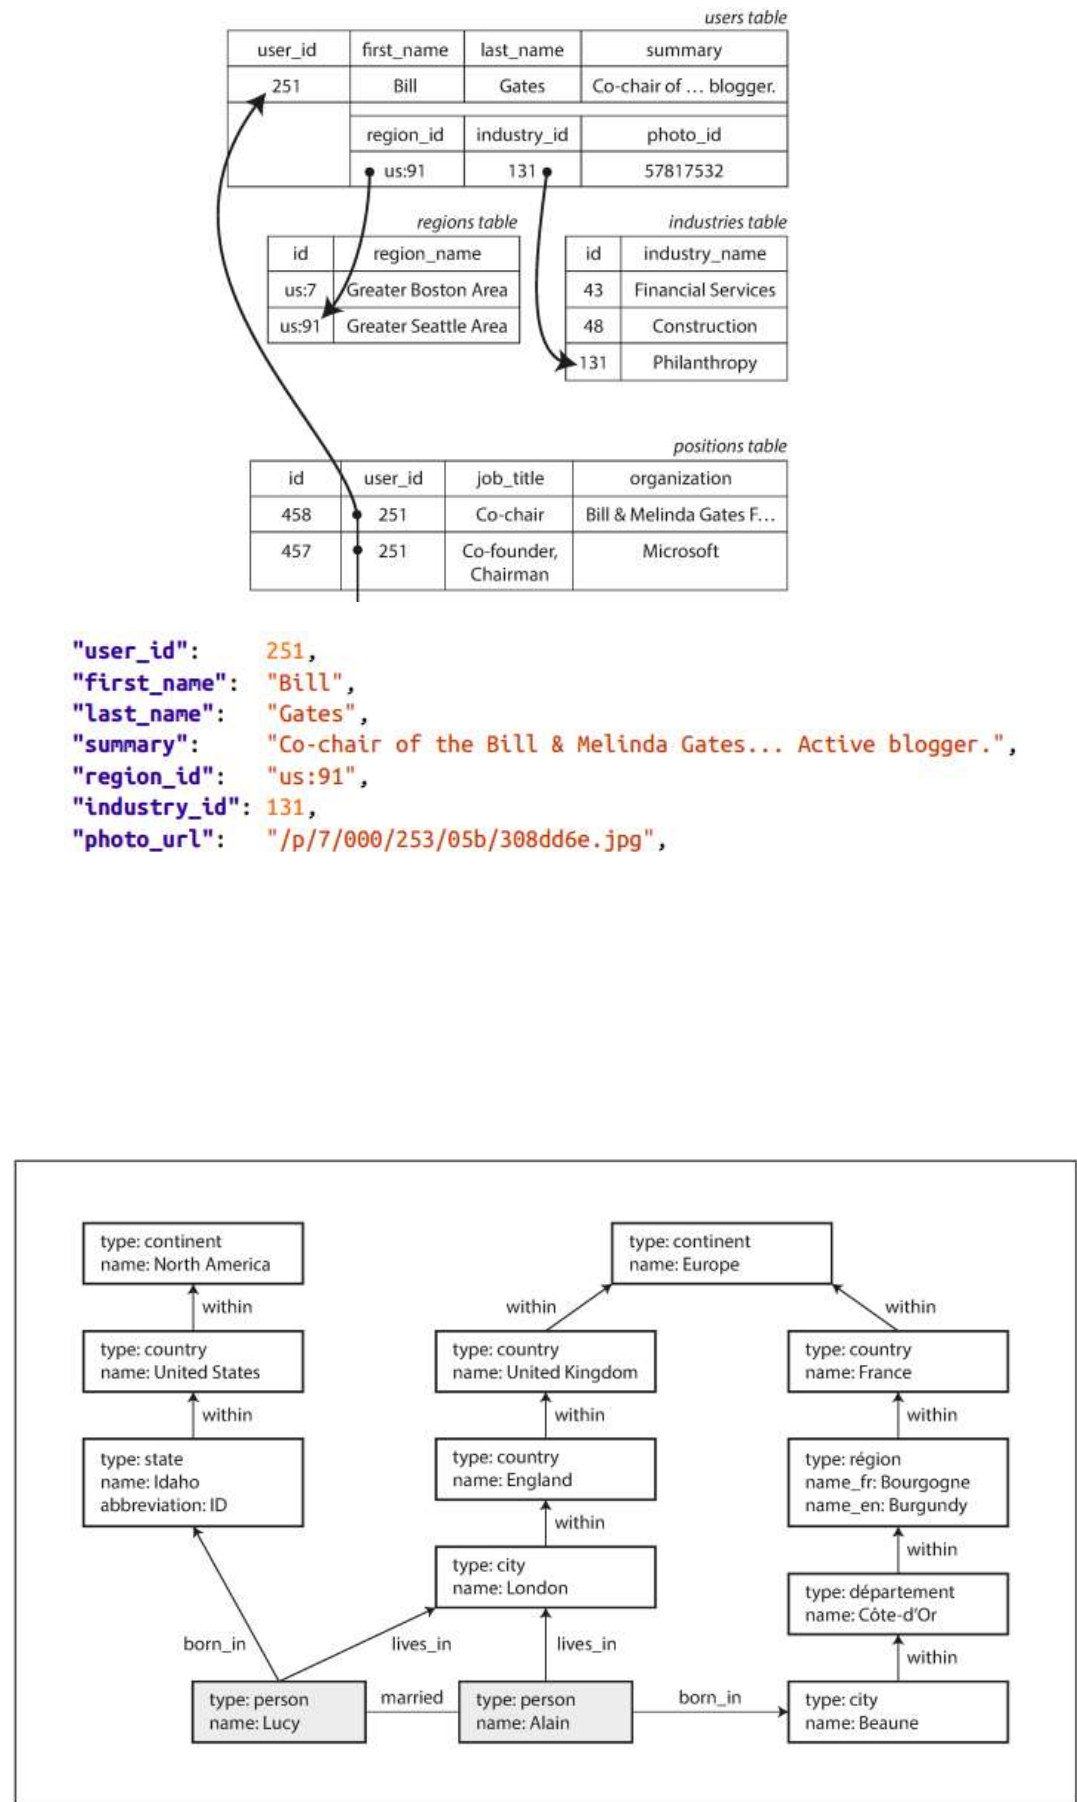 users table
user_id first_name last_name summary
251 Bill Gates Co-chair of … blogger.
region_id industry_id photo_id
us:91 131 57817532
regions table
id region_name
us:7 Greater Boston Area
us:91 Greater Seattle Area
industries table
id industry_name
43 Financial Services
48 Construction
131 Philanthropy
positions table
id user_id job_title organization
458 251 Co-chair Bill & Melinda Gates F…
457 251 Co-founder, Microsoft
Chairman
"user_id": 251,
"first_name": "Bill",
"last_name": "Gates",
"summary": "Co-chair of the Bill & Melinda Gates... Active blogger.",
"region_id": "us:91",
"industry_id": 131,
"photo_url": "/p/7/000/253/05b/308dd6e.jpg",
type: continent
name: North America
within
type: country
name: United States
within
type: state
name: Idaho
abbreviation: ID
born_in
type: person
name: Lucy
married
type: continent
name: Europe
within
within
type: country
name: United Kingdom
within
type: country
name: England
within
type: city
name: London
lives_in
lives_in
type: person
name: Alain
born_in
type: country
name: France
within
type: région
name_fr: Bourgogne
name_en: Burgundy
within
type: département
name: Côte-d'Or
within
type: city
name: Beaune